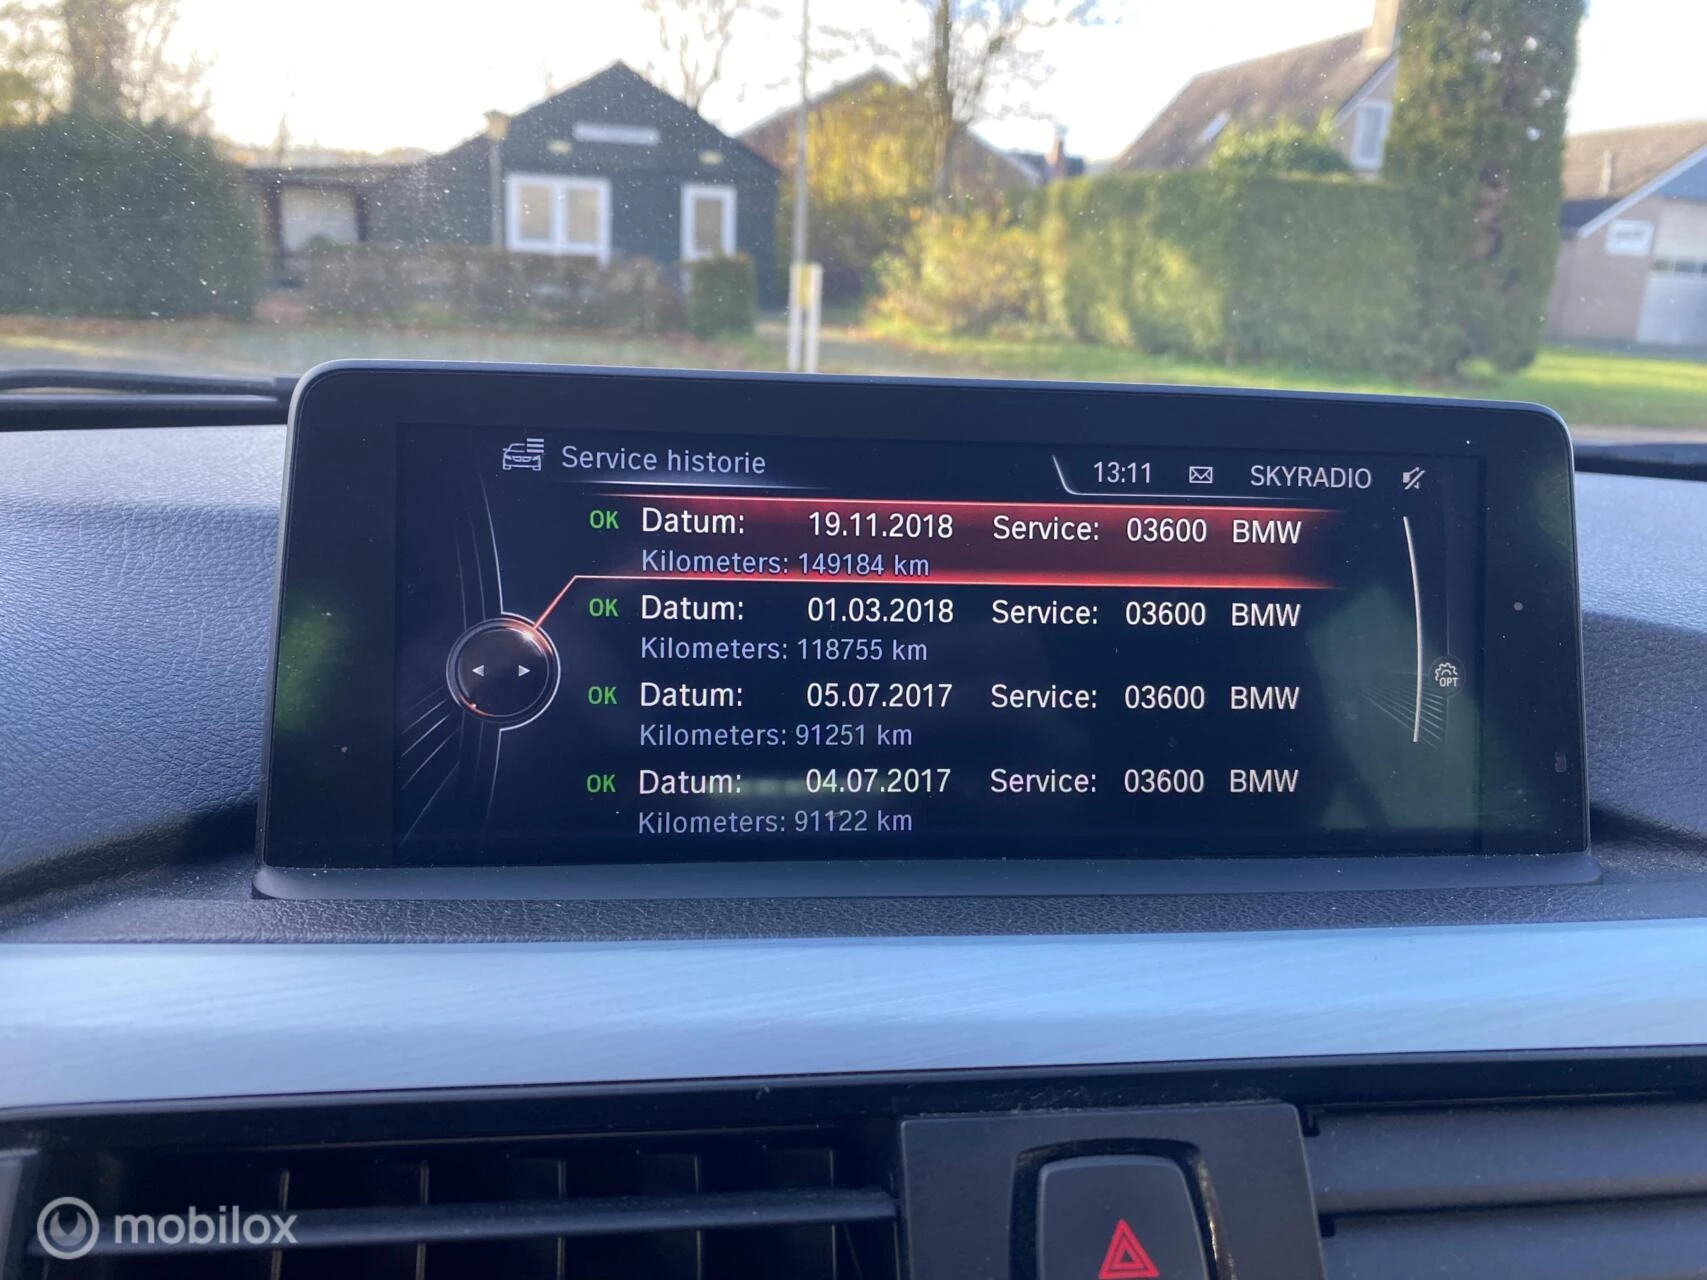 Service historie
13:11 SKYRADIO
OK Datum: 19.11.2018 Service: 03600 BMW
Kilometers: 149184 km
OK Datum: 01.03.2018 Service: 03600 BMW
Kilometers: 118755 km
OK Datum: 05.07.2017 Service: 03600 BMW
Kilometers: 91251 km
OK Datum: 04.07.2017 Service: 03600 BMW
Kilometers: 91122 km
OPT
mobilox